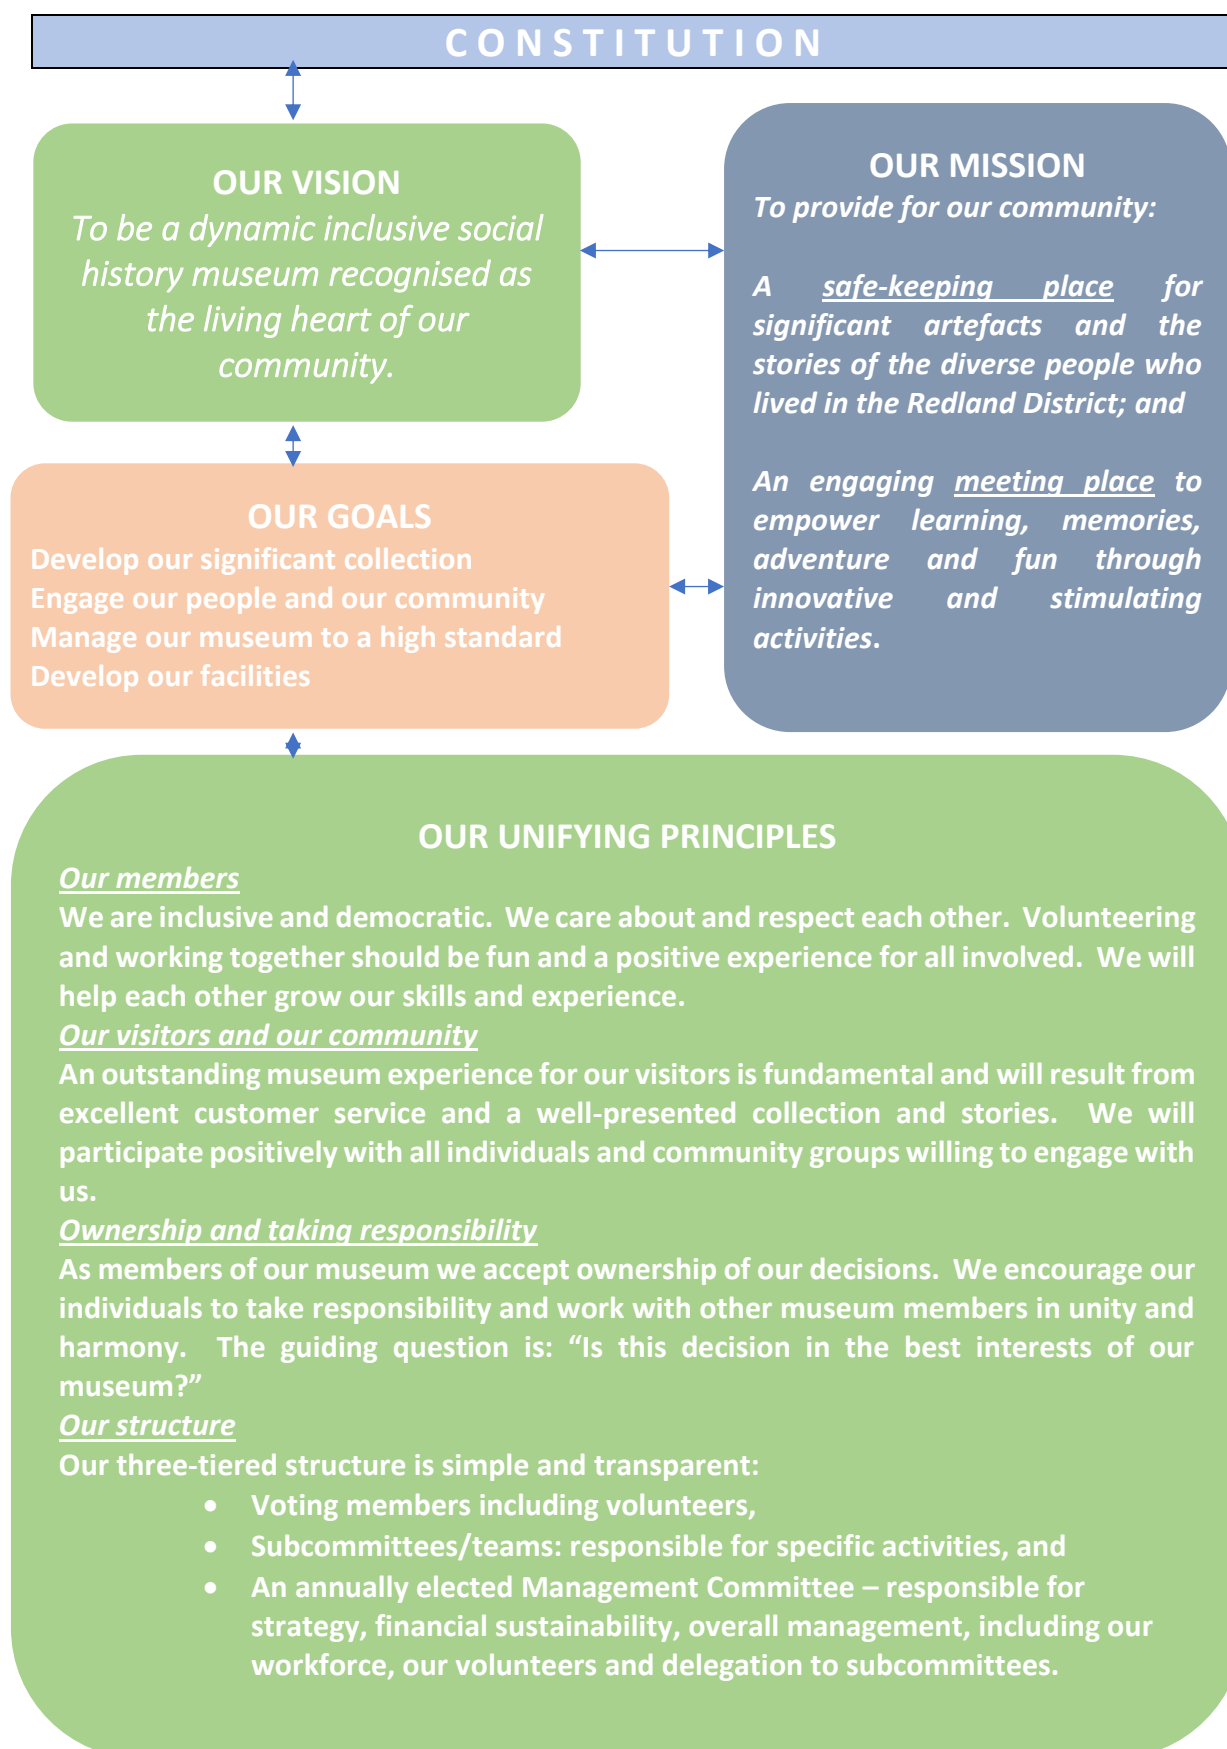 CONSTITUTION
OUR VISION
To be a dynamic inclusive social
history museum recognised as
the living heart of our
community.
OUR MISSION
To provide for our community:
A safe-keeping place for
significant artefacts and the
stories of the diverse people who
lived in the Redland District; and
An engaging meeting place to
empower learning, memories,
adventure and fun through
innovative and stimulating
activities.
OUR GOALS
Develop our significant collection
Engage our people and our community
Manage our museum to a high standard
Develop our facilities
OUR UNIFYING PRINCIPLES
Our members
We are inclusive and democratic.  We care about and respect each other.  Volunteering
and working together should be fun and a positive experience for all involved.  We will
help each other grow our skills and experience.
Our visitors and our community
An outstanding museum experience for our visitors is fundamental and will result from
excellent customer service and a well-presented collection and stories.  We will
participate positively with all individuals and community groups willing to engage with
us.
Ownership and taking responsibility
As members of our museum we accept ownership of our decisions.  We encourage our
individuals to take responsibility and work with other museum members in unity and
harmony.  The guiding question is: “Is this decision in the best interests of our
museum?”
Our structure
Our three-tiered structure is simple and transparent:
• Voting members including volunteers,
• Subcommittees/teams: responsible for specific activities, and
• An annually elected Management Committee – responsible for
strategy, financial sustainability, overall management, including our
workforce, our volunteers and delegation to subcommittees.